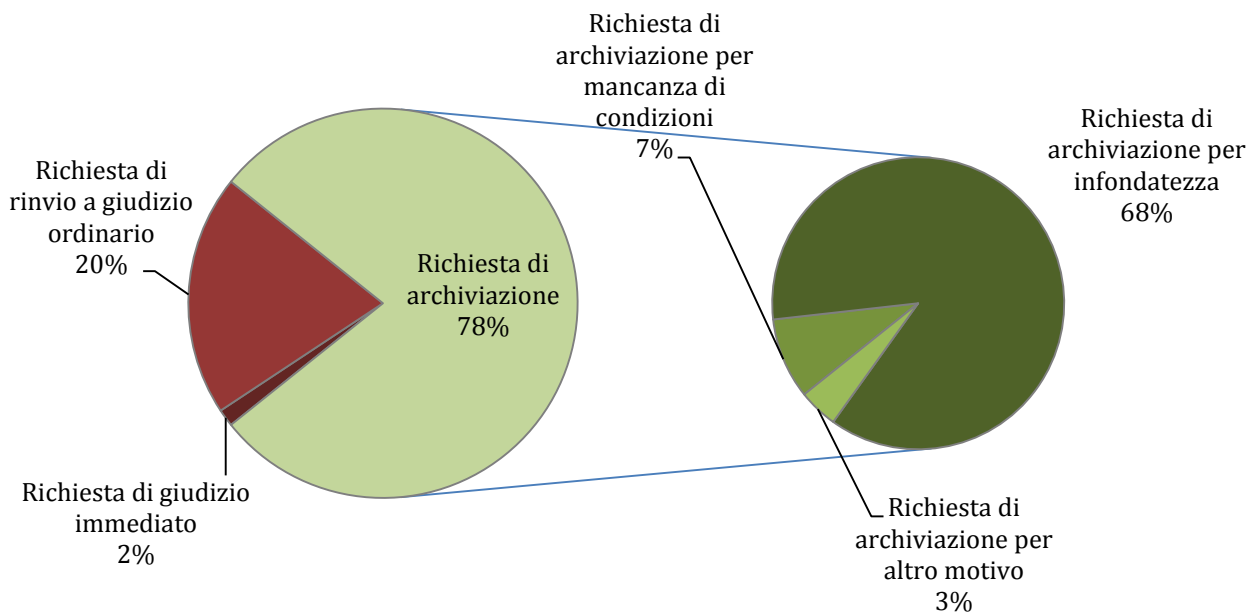 Richiesta di
rinvio a giudizio
ordinario
20%
Richiesta di
archiviazione
78%
Richiesta di giudizio
immediato
2%
Richiesta di
archiviazione per
mancanza di
condizioni
7%
Richiesta di
archiviazione per
infondatezza
68%
Richiesta di
archiviazione per
altro motivo
3%